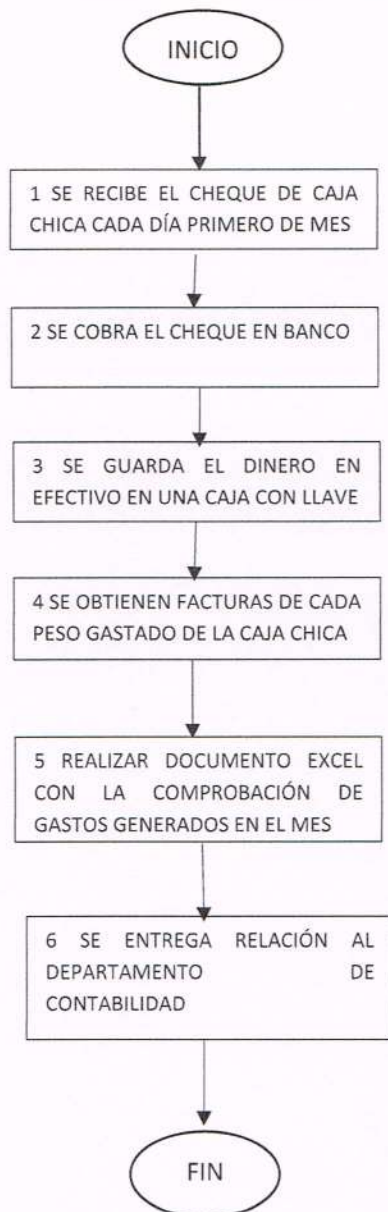 INICIO
1 SE RECIBE EL CHEQUE DE CAJA
CHICA CADA DÍA PRIMERO DE MES
2 SE COBRA EL CHEQUE EN BANCO
3 SE GUARDA EL DINERO EN
EFECTIVO EN UNA CAJA CON LLAVE
4 SE OBTIENEN FACTURAS DE CADA
PESO GASTADO DE LA CAJA CHICA
5 REALIZAR DOCUMENTO EXCEL
CON LA COMPROBACIÓN DE
GASTOS GENERADOS EN EL MES
6 SE ENTREGA RELACIÓN AL
DEPARTAMENTO DE
CONTABILIDAD
FIN